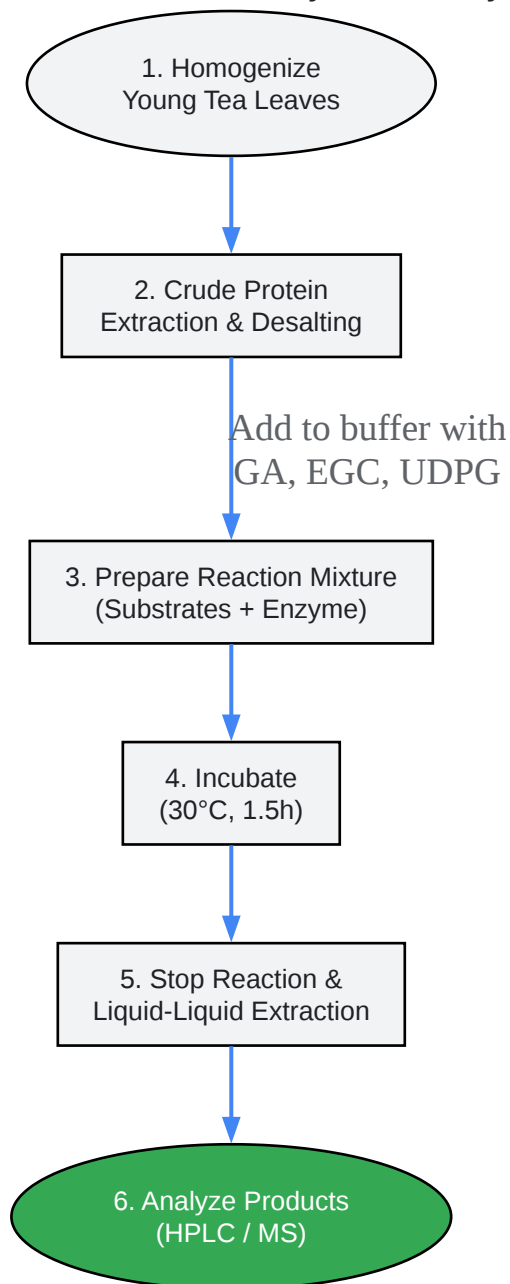 1. Homogenize
Young Tea Leaves
2. Crude Protein
Extraction & Desalting
Add to buffer with
GA, EGC, UDPG
3. Prepare Reaction Mixture
(Substrates + Enzyme)
4. Incubate
(30°C, 1.5h)
5. Stop Reaction &
Liquid-Liquid Extraction
6. Analyze Products
(HPLC / MS)